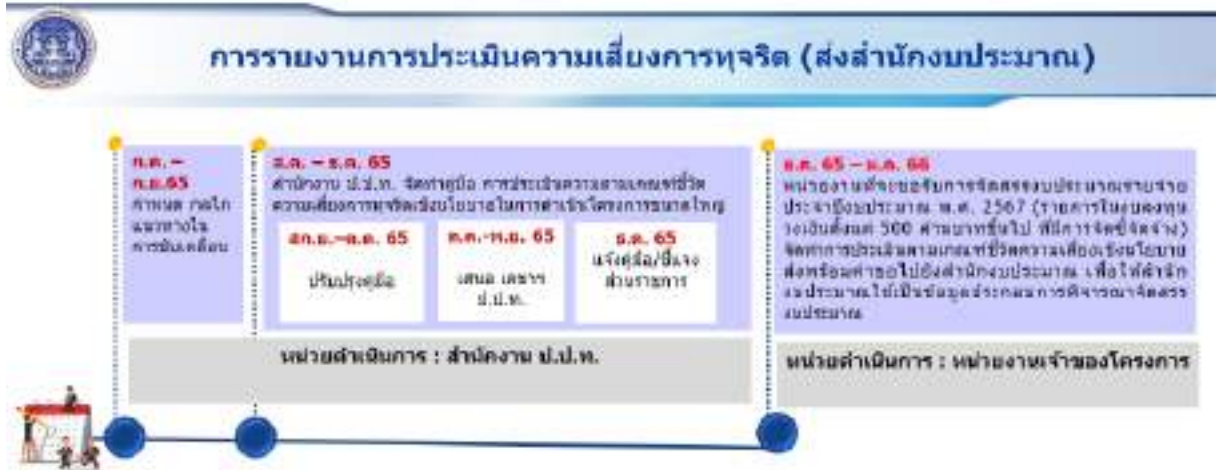 การรายงานการประเมินความเสี่ยงการทุจริต (ส่งสำนักงบประมาณ)
ก.ค. –
ก.ย.65
กำหนด กลไก
แนวทางใน
การขับเคลื่อน
ส.ค. – ธ.ค. 65
สำนักงาน ป.ป.ท. จัดทำคู่มือ การประเมินความตามเกณฑ์ชี้วัด
ความเสี่ยงการทุจริตเชิงนโยบายในการดำเนินโครงการขนาดใหญ่
สก.ย.–ต.ค. 65
ปรับปรุงคู่มือ
ต.ค.-พ.ย. 65
เสนอ เลขาฯ
ป.ป.ท.
ธ.ค. 65
แจ้งคู่มือ/ชี้แจง
ส่วนราชการ
ธ.ค. 65 – ม.ค. 66
หน่วยงานที่จะขอรับการจัดสรรงบประมาณรายจ่าย
ประจำปีงบประมาณ พ.ศ. 2567 (รายการในงบลงทุน
วงเงินตั้งแต่ 500 ล้านบาทขึ้นไป ที่มีการจัดซื้อจัดจ้าง)
จัดทำการประเมินตามเกณฑ์ชี้วัดความเสี่ยงเชิงนโยบาย
ส่งพร้อมคำขอไปยังสำนักงบประมาณ เพื่อให้สำนัก
งบประมาณใช้เป็นข้อมูลประกอบการพิจารณาจัดสรร
งบประมาณ
หน่วยดำเนินการ : สำนักงาน ป.ป.ท.
หน่วยดำเนินการ : หน่วยงานเจ้าของโครงการ